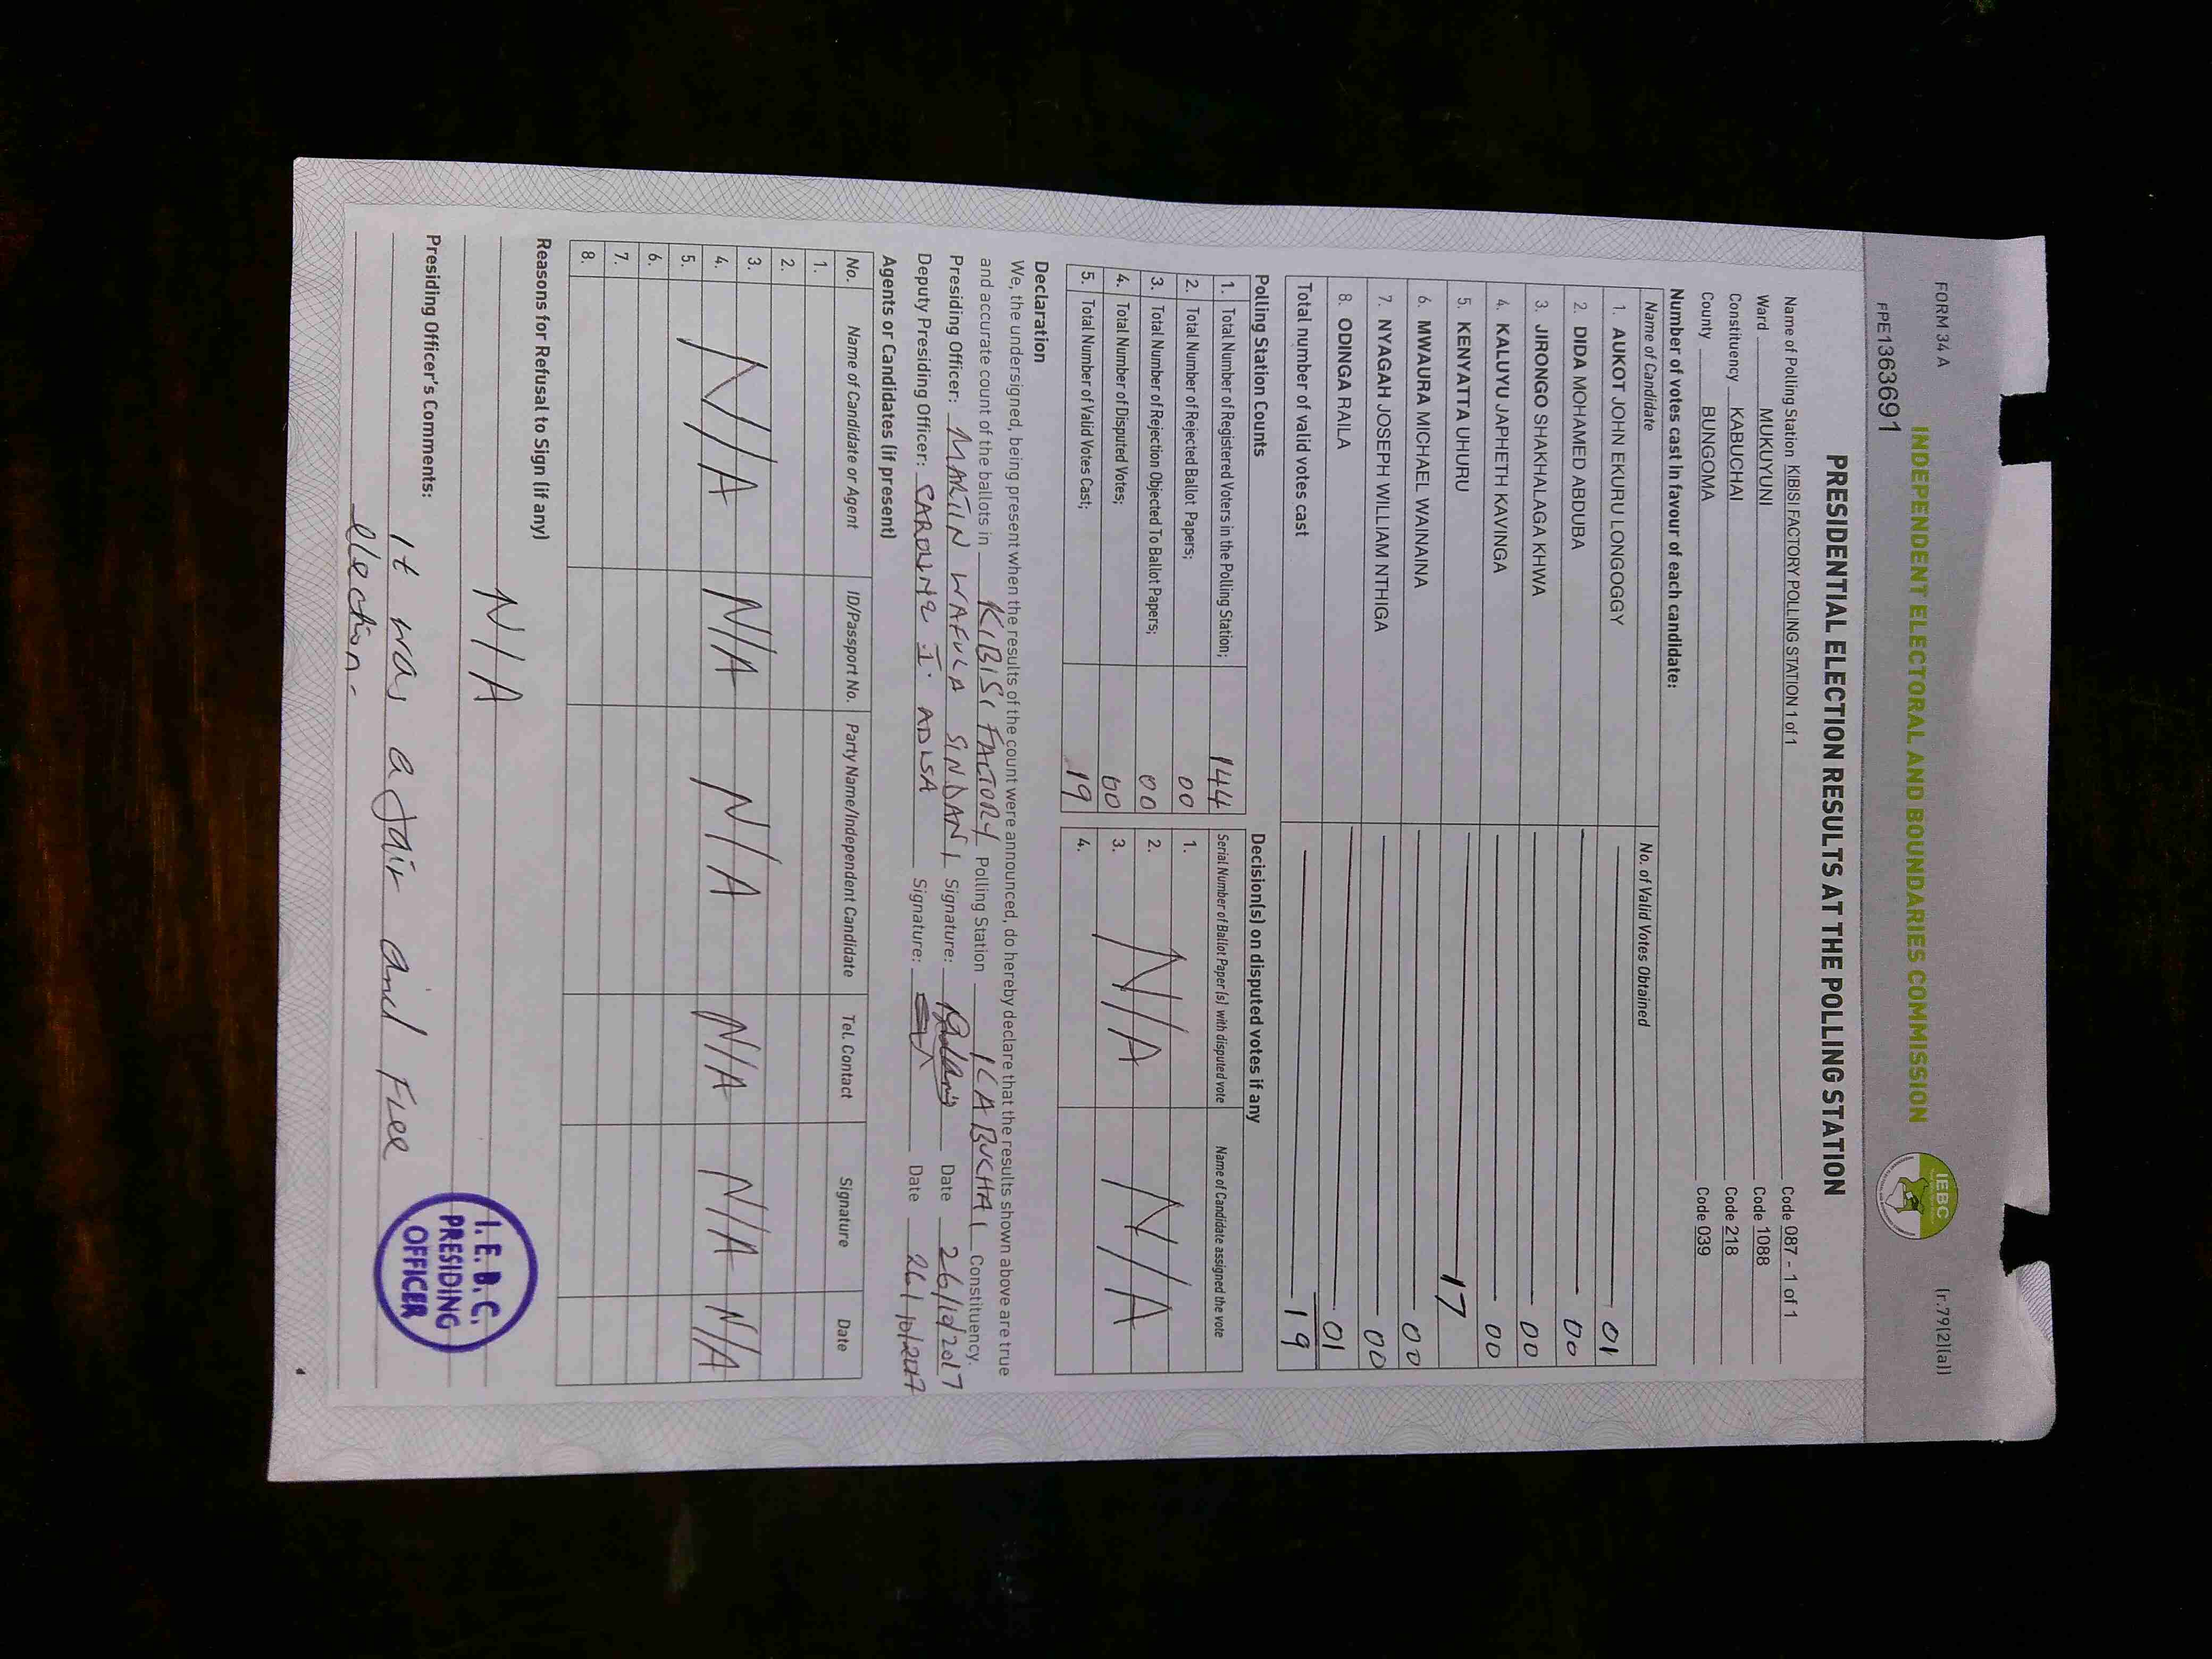 FORM 34 A
(r.79(2)(a))
INDEPENDENT ELECTORAL AND BOUNDARIES COMMISSION
IEBC
FPE1363691
PRESIDENTIAL ELECTION RESULTS AT THE POLLING STATION
Name of Polling Station KIBISI FACTORY POLLING STATION 1 of 1 Code 087 - 1 of 1
Ward MUKUYUNI Code 1088
Constituency KABUCHAI Code 218
County BUNGOMA Code 039
Number of votes cast in favour of each candidate:
Name of Candidate No. of Valid Votes Obtained
1. AUKOT JOHN EKURU LONGOGGY 01
2. DIDA MOHAMED ABDUBA 00
3. JIRONGO SHAKHALAGA KHWA 00
4. KALUYU JAPHETH KAVINGA 00
5. KENYATTA UHURU 17
6. MWAURA MICHAEL WAINAINA 00
7. NYAGAH JOSEPH WILLIAM NTHIGA 00
8. ODINGA RAILA 01
Total number of valid votes cast 19
Polling Station Counts
1. Total Number of Registered Voters in the Polling Station; 144
2. Total Number of Rejected Ballot Papers; 00
3. Total Number of Rejection Objected To Ballot Papers; 00
4. Total Number of Disputed Votes; 00
5. Total Number of Valid Votes Cast; 19
Decision(s) on disputed votes if any
Serial Number of Ballot Paper(s) with disputed vote Name of Candidate assigned the vote
1.
2. N/A N/A
3.
4.
Declaration
We, the undersigned, being present when the results of the count were announced, do hereby declare that the results shown above are true
and accurate count of the ballots in KIBISI FACTORY Polling Station KABUCHAI Constituency.
Presiding Officer: MARTIN WAFULA SINDANI Signature: Date 26/10/2017
Deputy Presiding Officer: CAROLINE I. Signature: Date 26/10/2017
Agents or Candidates (if present)
No. Name of Candidate or Agent ID/Passport No. Party Name/Independent Candidate Tel. Contact Signature Date
1.
2.
3.
4. N/A N/A N/A N/A N/A N/A
5.
6.
7.
8.
Reasons for Refusal to Sign (if any)
N/A
Presiding Officer's Comments: It was a fair and Free
election.
I.E.B.C.
PRESIDING
OFFICER